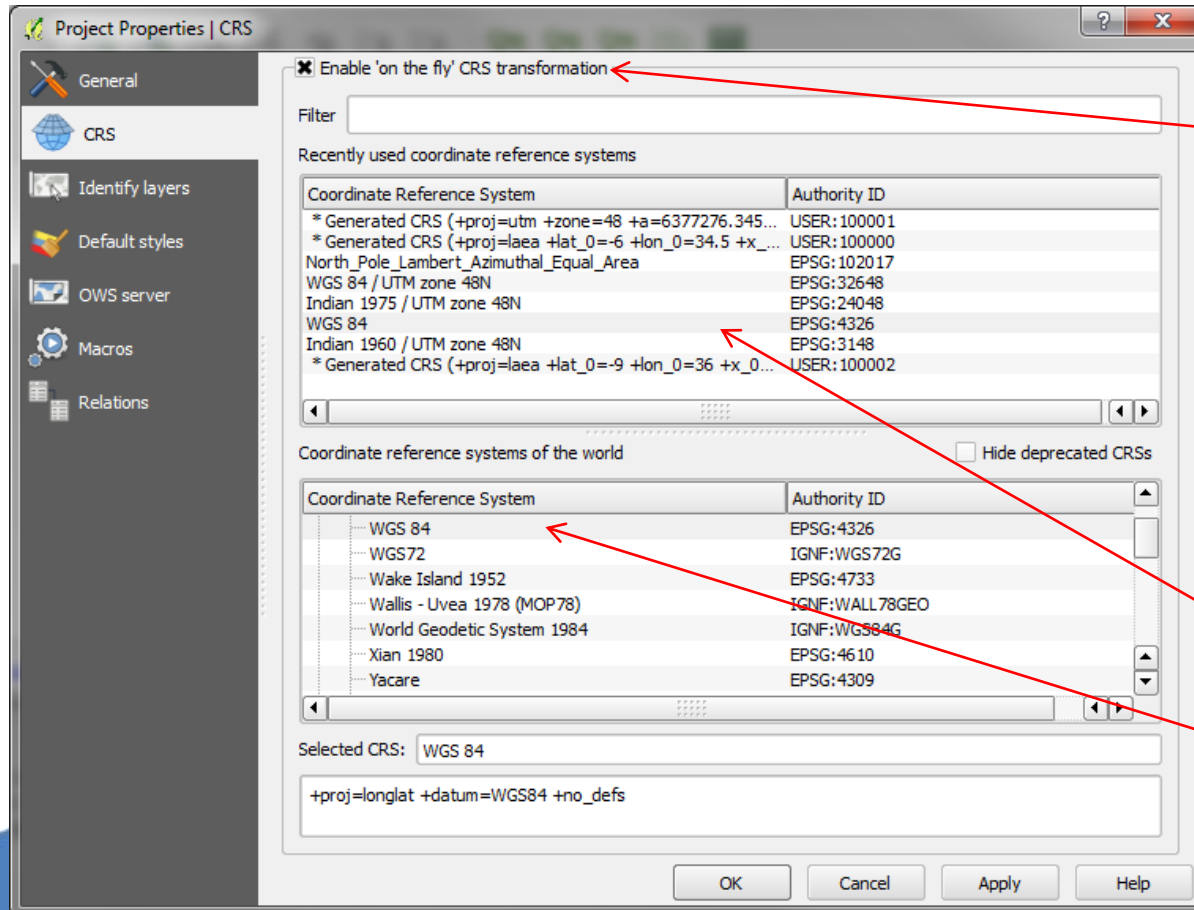 Project Properties | CRS
General
CRS
Identify layers
Default styles
OWS server
Macros
Relations
Enable 'on the fly' CRS transformation
Filter
Recently used coordinate reference systems
Coordinate Reference System Authority ID
* Generated CRS (+proj=utm +zone=48 +a=6377276.345... USER:100001
* Generated CRS (+proj=laea +lat_0=-6 +lon_0=34.5 +x_... USER:100000
North_Pole_Lambert_Azimuthal_Equal_Area EPSG:102017
WGS 84 / UTM zone 48N EPSG:32648
Indian 1975 / UTM zone 48N EPSG:24048
WGS 84 EPSG:4326
Indian 1960 / UTM zone 48N EPSG:3148
* Generated CRS (+proj=laea +lat_0=-9 +lon_0=36 +x_0... USER:100002
Coordinate reference systems of the world Hide deprecated CRSs
Coordinate Reference System Authority ID
WGS 84 EPSG:4326
WGS72 IGNF:WGS72G
Wake Island 1952 EPSG:4733
Wallis - Uvea 1978 (MOP78) IGNF:WALL78GEO
World Geodetic System 1984 IGNF:WGS84G
Xian 1980 EPSG:4610
Yacare EPSG:4309
Selected CRS: WGS 84
+proj=longlat +datum=WGS84 +no_defs
OK Cancel Apply Help